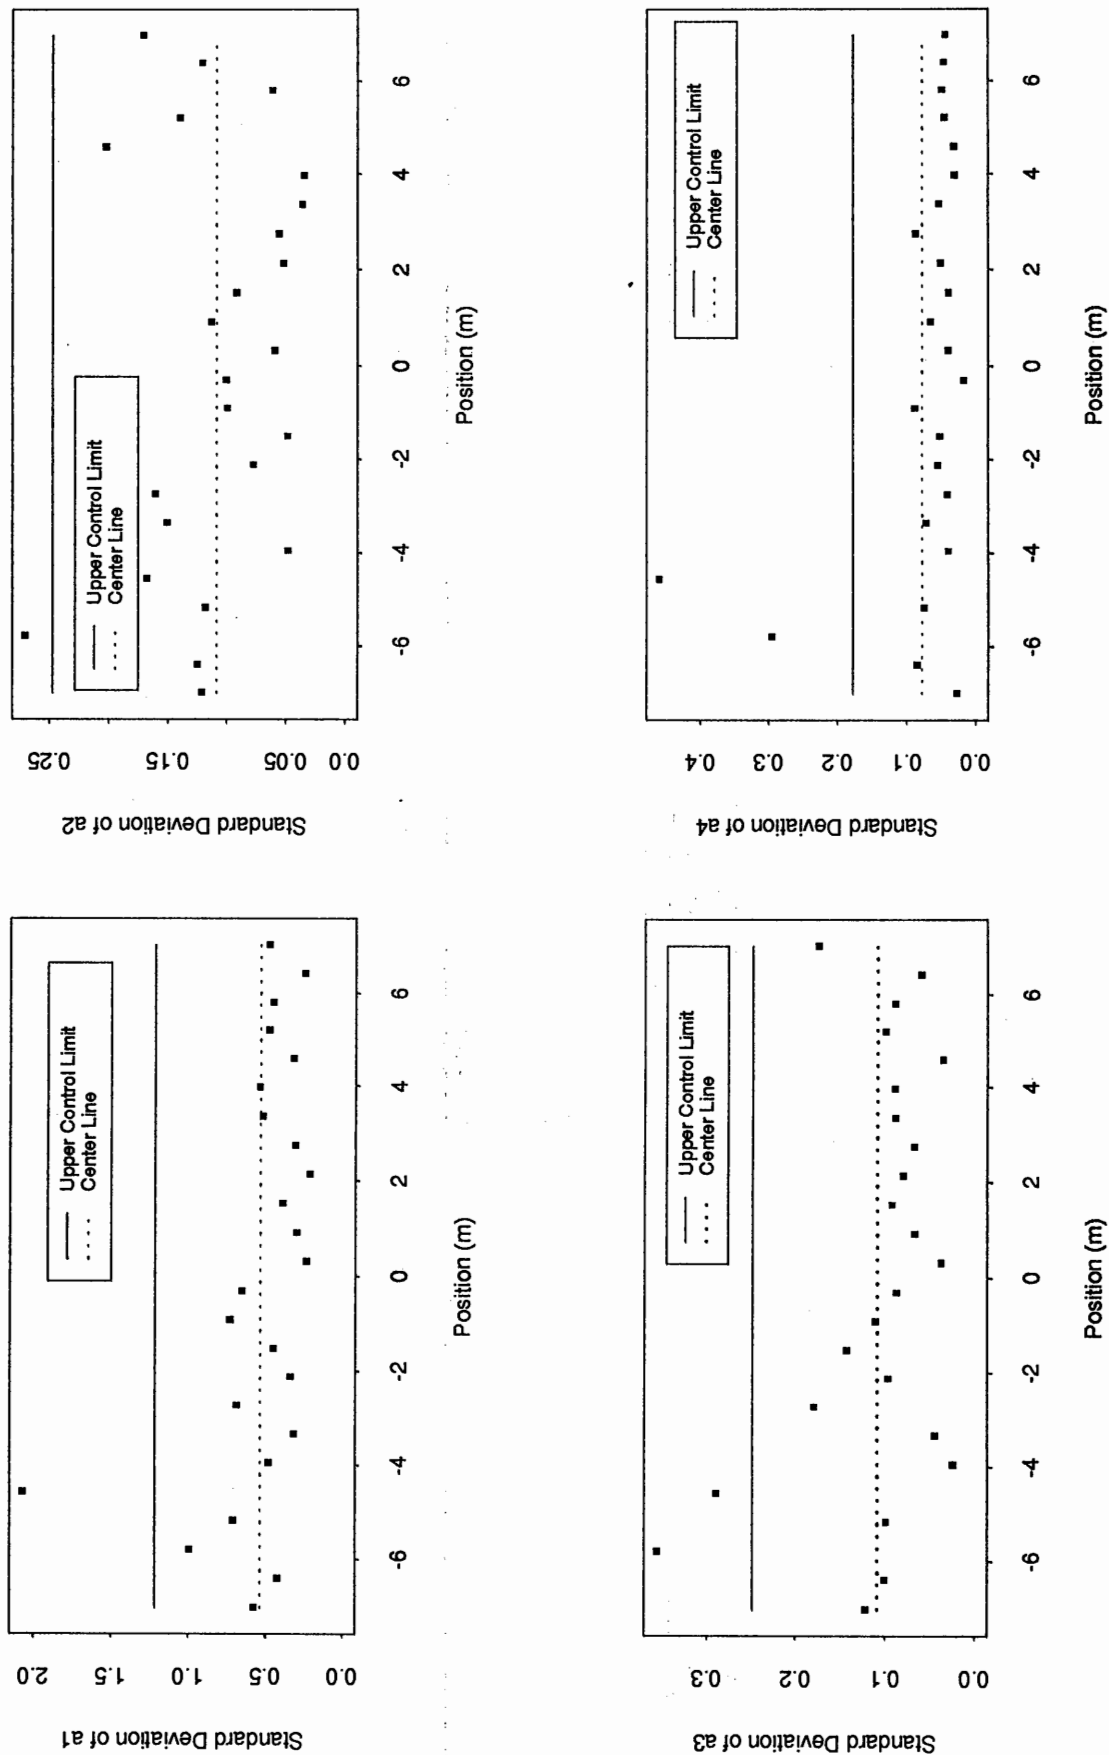 Standard Deviation of a1
0.0 0.5 1.0 1.5 2.0
Upper Control Limit
Center Line
-6 -4 -2 0 2 4 6
Position (m)
Standard Deviation of a2
0.0 0.05 0.15 0.25
Upper Control Limit
Center Line
-6 -4 -2 0 2 4 6
Position (m)
Standard Deviation of a3
0.0 0.1 0.2 0.3
Upper Control Limit
Center Line
-6 -4 -2 0 2 4 6
Position (m)
Standard Deviation of a4
0.0 0.1 0.2 0.3 0.4
Upper Control Limit
Center Line
-6 -4 -2 0 2 4 6
Position (m)